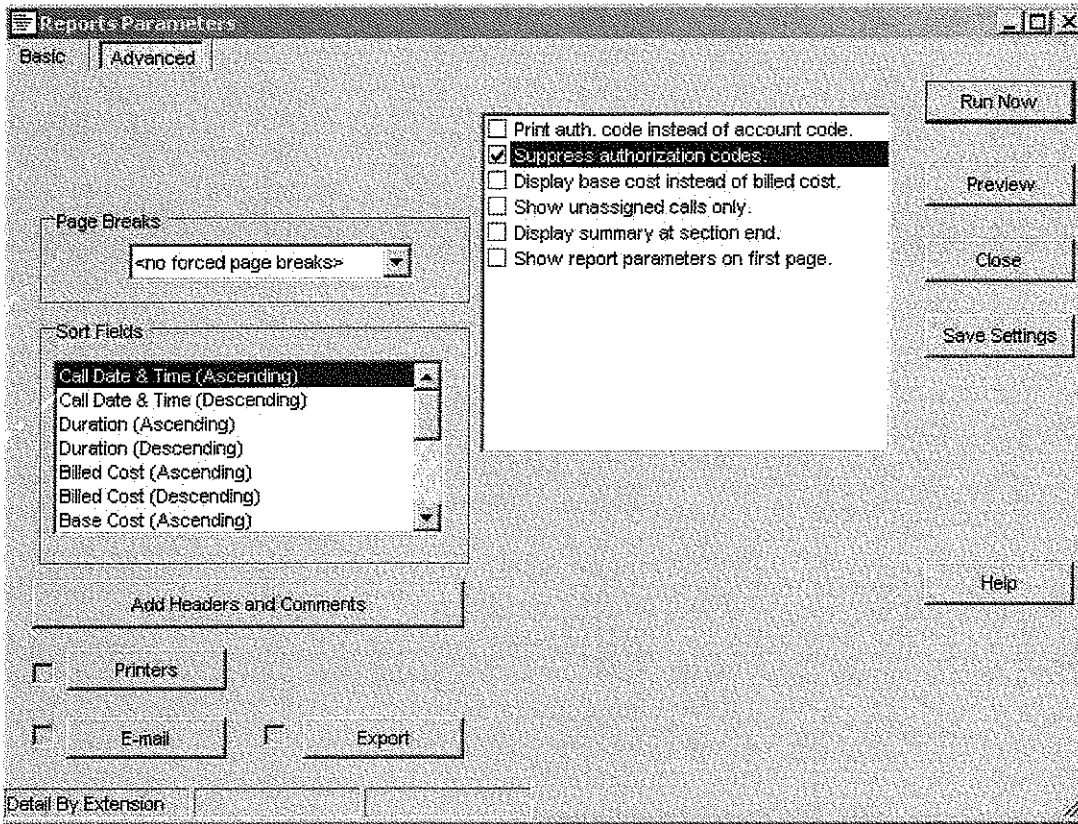 Reports Parameters
Basic
Advanced
Run Now
Print auth. code instead of account code.
Suppress authorization codes.
Display base cost instead of billed cost.
Show unassigned calls only.
Display summary at section end.
Show report parameters on first page.
Preview
Close
Save Settings
Page Breaks
<no forced page breaks>
Sort Fields
Call Date & Time (Ascending)
Call Date & Time (Descending)
Duration (Ascending)
Duration (Descending)
Billed Cost (Ascending)
Billed Cost (Descending)
Base Cost (Ascending)
Help
Add Headers and Comments
Printers
E-mail
Export
Detail By Extension